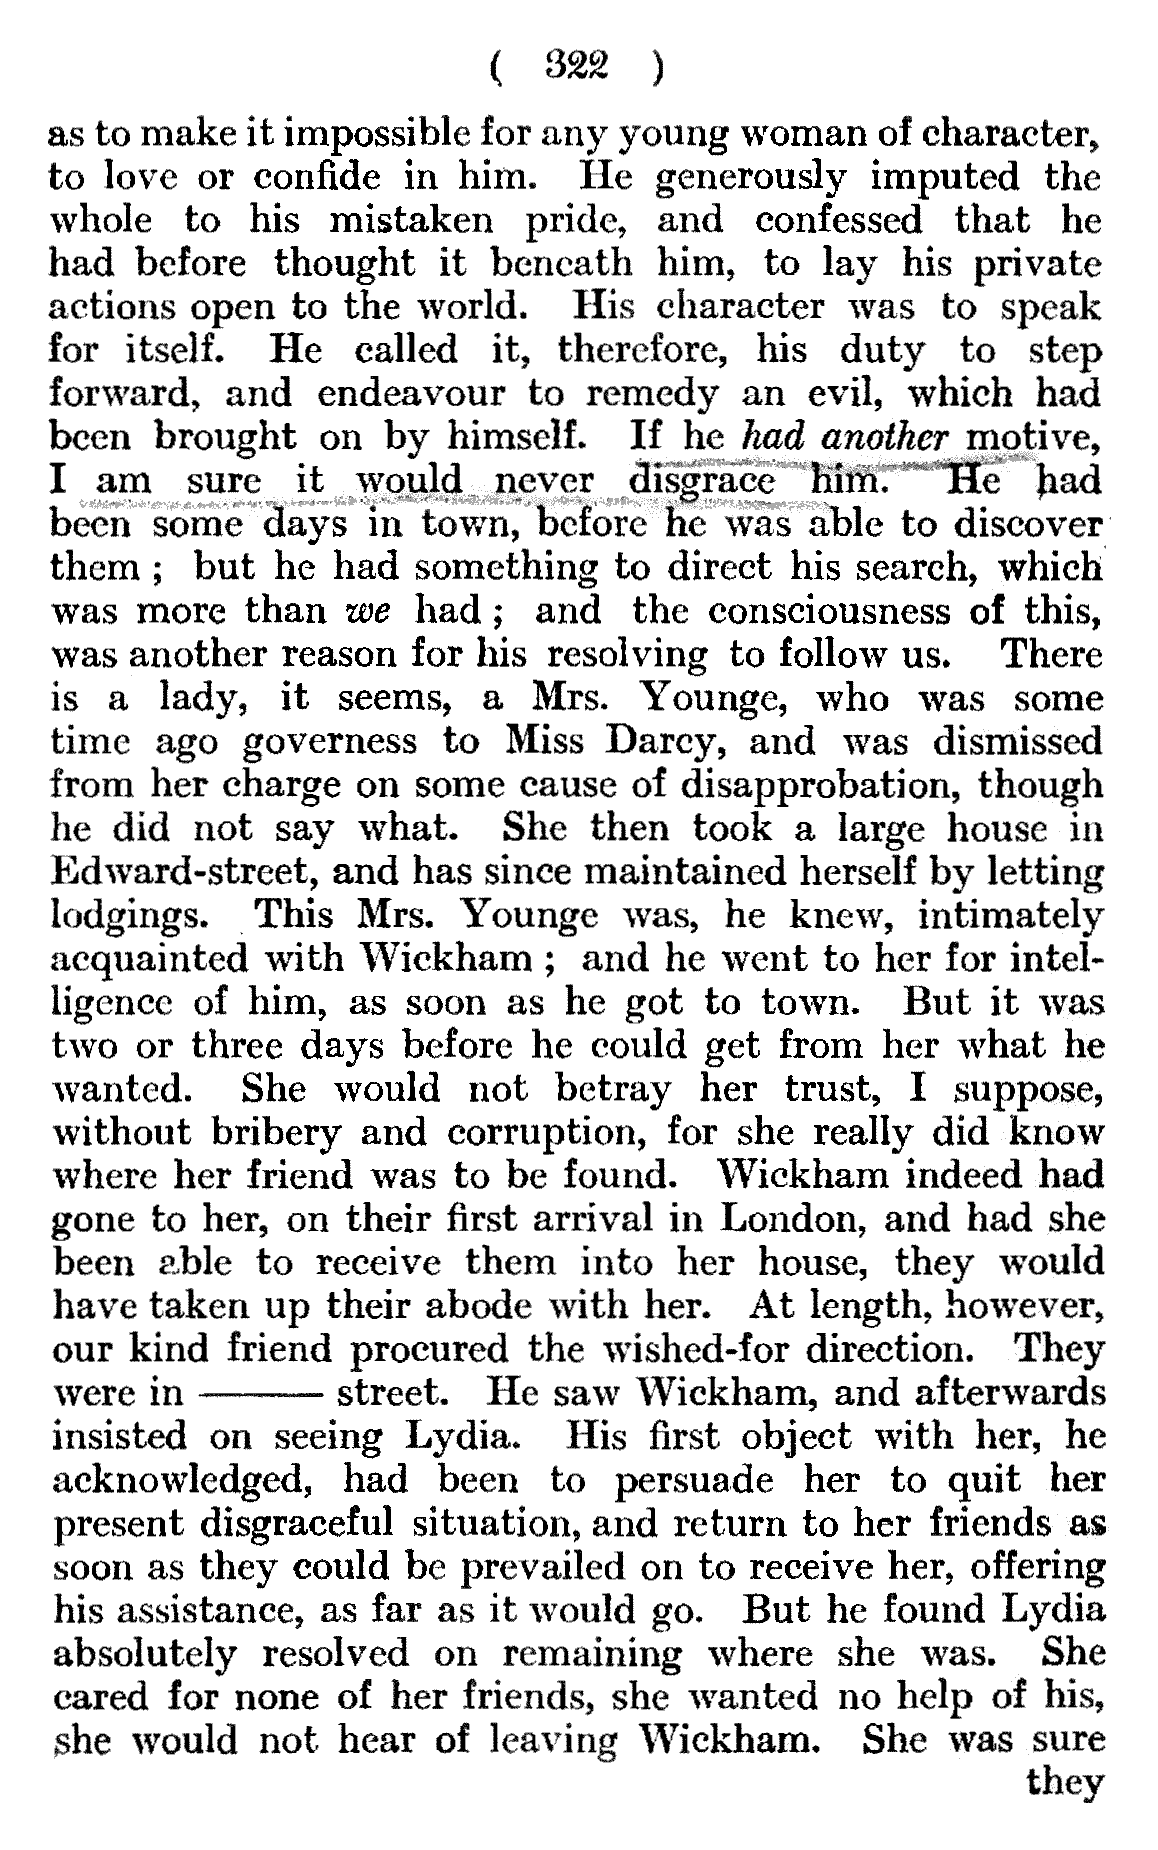 ( 322 )
as to make it impossible for any young woman of character,
to love or confide in him. He generously imputed the
whole to his mistaken pride, and confessed that he
had before thought it beneath him, to lay his private
actions open to the world. His character was to speak
for itself. He called it, therefore, his duty to step
forward, and endeavour to remedy an evil, which had
been brought on by himself. If he had another motive,
I am sure it would never disgrace him. He had
been some days in town, before he was able to discover
them ; but he had something to direct his search, which
was more than we had ; and the consciousness of this,
was another reason for his resolving to follow us. There
is a lady, it seems, a Mrs. Younge, who was some
time ago governess to Miss Darcy, and was dismissed
from her charge on some cause of disapprobation, though
he did not say what. She then took a large house in
Edward-street, and has since maintained herself by letting
lodgings. This Mrs. Younge was, he knew, intimately
acquainted with Wickham ; and he went to her for intel-
ligence of him, as soon as he got to town. But it was
two or three days before he could get from her what he
wanted. She would not betray her trust, I suppose,
without bribery and corruption, for she really did know
where her friend was to be found. Wickham indeed had
gone to her, on their first arrival in London, and had she
been able to receive them into her house, they would
have taken up their abode with her. At length, however,
our kind friend procured the wished-for direction. They
were in ——— street. He saw Wickham, and afterwards
insisted on seeing Lydia. His first object with her, he
acknowledged, had been to persuade her to quit her
present disgraceful situation, and return to her friends as
soon as they could be prevailed on to receive her, offering
his assistance, as far as it would go. But he found Lydia
absolutely resolved on remaining where she was. She
cared for none of her friends, she wanted no help of his,
she would not hear of leaving Wickham. She was sure
they